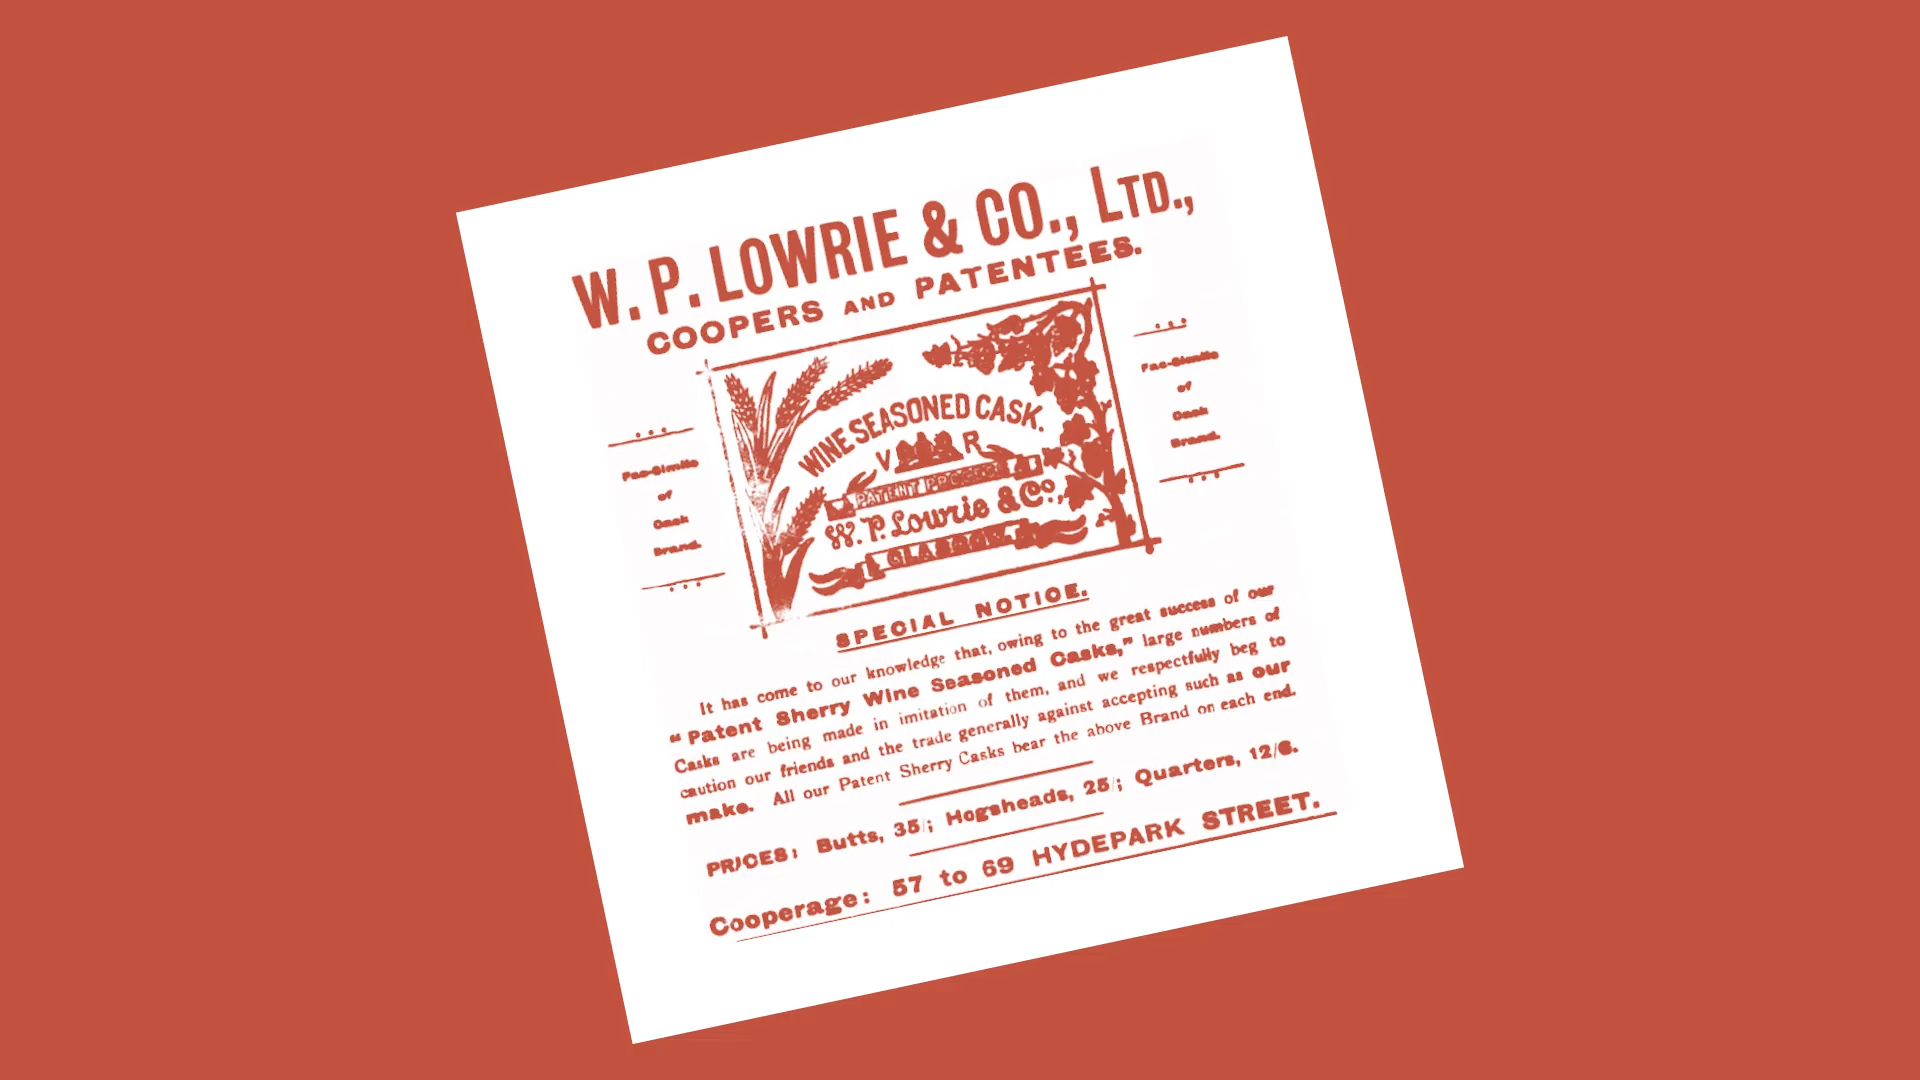 W. P. LOWRIE & CO., LTD.,
COOPERS AND PATENTEES.
Fac-Simile
of
Cask
Brand.
WINE SEASONED CASK.
V R
PATENT PROCESS
W. P. Lowrie & Co.,
GLASGOW.
Fac-Simile
of
Cask
Brand.
SPECIAL NOTICE.
It has come to our knowledge that, owing to the great success of our
"Patent Sherry Wine Seasoned Casks," large numbers of
Casks are being made in imitation of them, and we respectfully beg to
caution our friends and the trade generally against accepting such as our
make. All our Patent Sherry Casks bear the above Brand on each end.
PRICES: Butts, 35/; Hogsheads, 25/; Quarters, 12/6.
Cooperage: 57 to 69 HYDEPARK STREET.